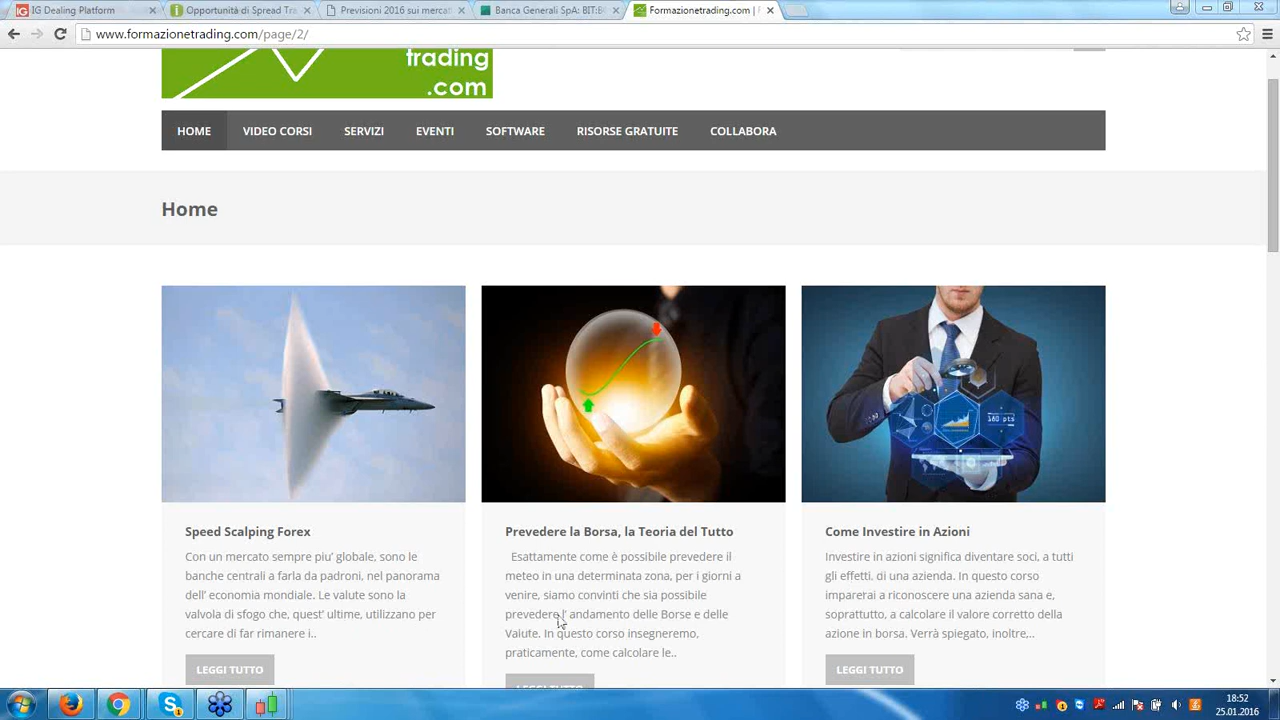 IG Dealing Platform
Opportunità di Spread Tra
Previsioni 2016 sui mercat
Banca Generali SpA: BIT:B
Formazionetrading.com |
www.formazionetrading.com/page/2/
trading
.com
HOME
VIDEO CORSI
SERVIZI
EVENTI
SOFTWARE
RISORSE GRATUITE
COLLABORA
Home
160 pts
Speed Scalping Forex
Con un mercato sempre piu' globale, sono le
banche centrali a farla da padroni, nel panorama
dell' economia mondiale. Le valute sono la
valvola di sfogo che, quest' ultime, utilizzano per
cercare di far rimanere i..
LEGGI TUTTO
Prevedere la Borsa, la Teoria del Tutto
Esattamente come è possibile prevedere il
meteo in una determinata zona, per i giorni a
venire, siamo convinti che sia possibile
prevedere l' andamento delle Borse e delle
Valute. In questo corso insegneremo,
praticamente, come calcolare le..
LEGGI TUTTO
Come Investire in Azioni
Investire in azioni significa diventare soci, a tutti
gli effetti, di una azienda. In questo corso
imparerai a riconoscere una azienda sana e,
soprattutto, a calcolare il valore corretto della
azione in borsa. Verrà spiegato, inoltre,..
LEGGI TUTTO
18:52
25.01.2016